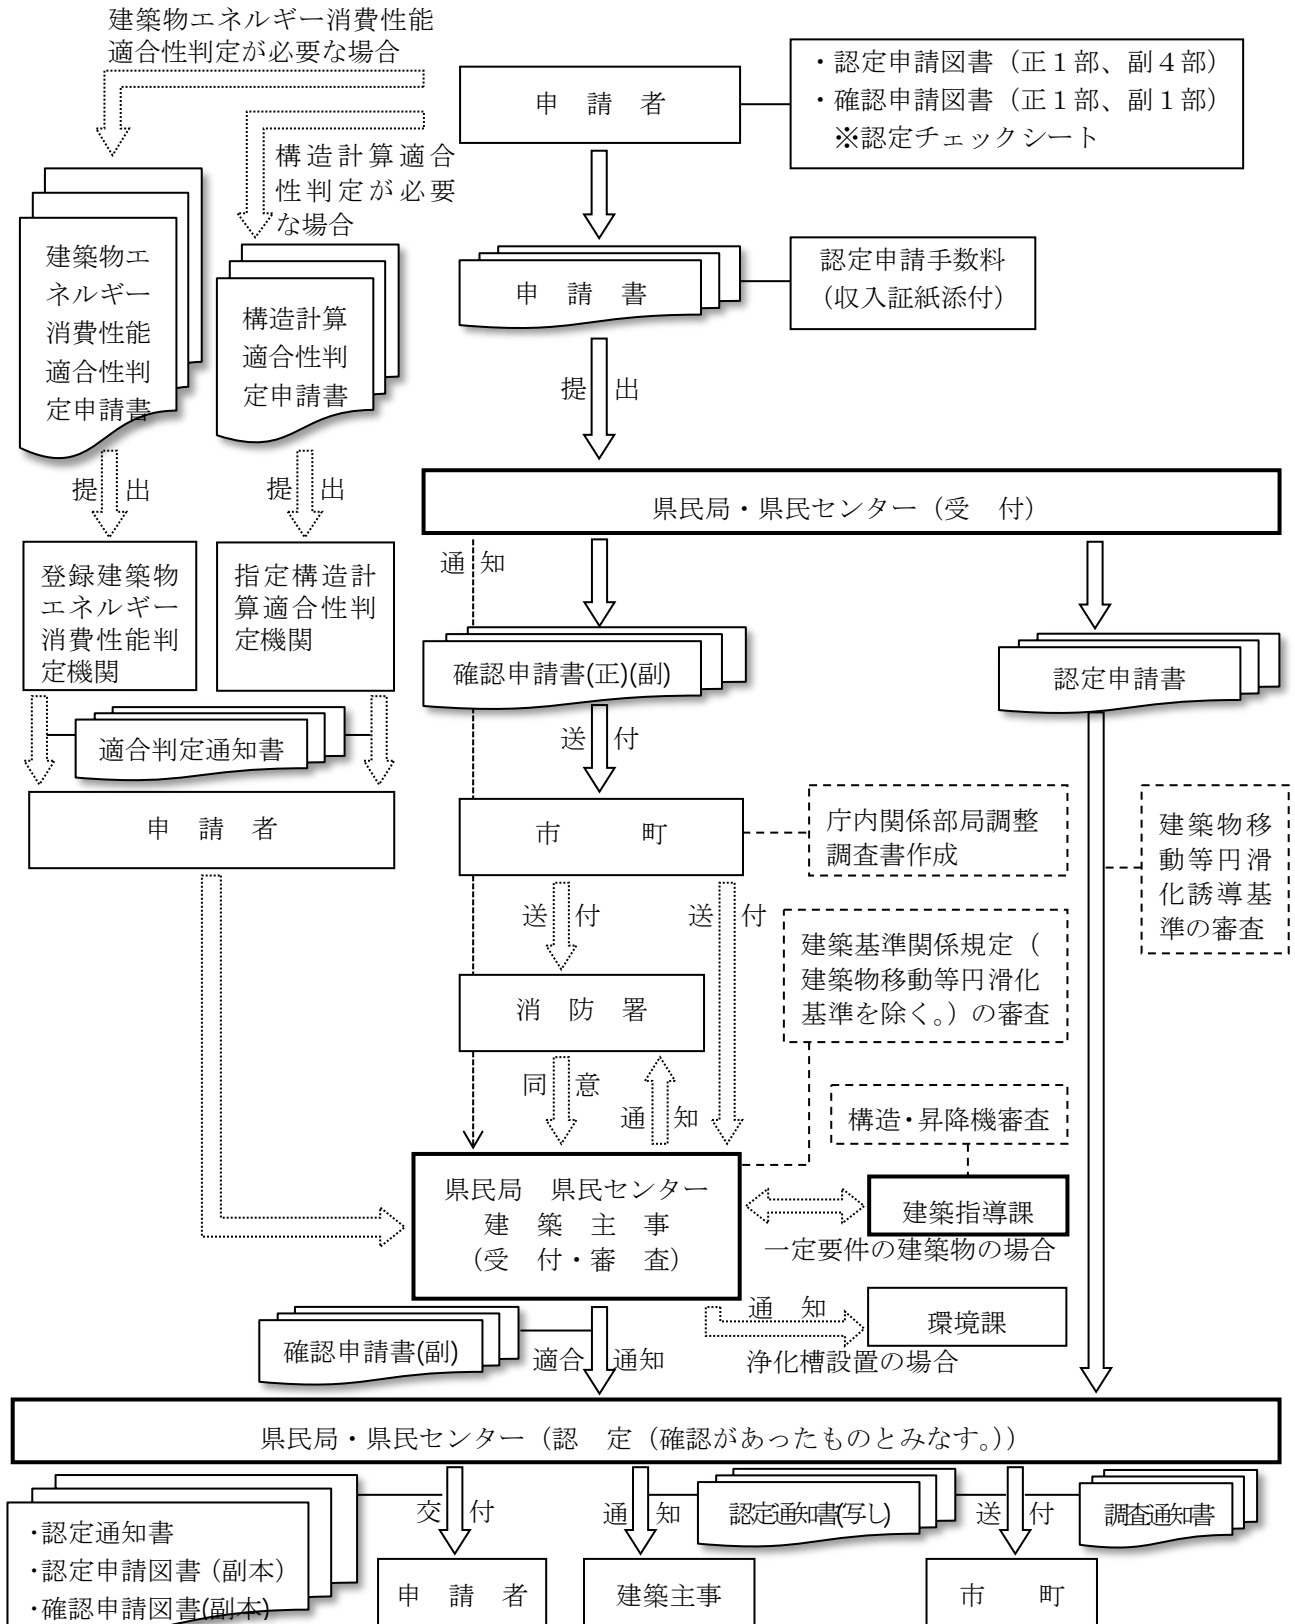 建築物エネルギー消費性能
適合性判定が必要な場合
申　請　者
・認定申請図書（正１部、副４部）
・確認申請図書（正１部、副１部）
※認定チェックシート
構造計算適合
性判定が必要
な場合
建築物エ
ネルギー
消費性能
適合性判
定申請書
構造計算
適合性判
定申請書
申　請　書
認定申請手数料
（収入証紙添付）
提　出
提　出
提　出
県民局・県民センター（受　付）
登録建築物
エネルギー
消費性能判
定機関
指定構造計
算適合性判
定機関
通　知
確認申請書(正)(副)
認定申請書
適合判定通知書
送　付
申　請　者
市　　町
庁内関係部局調整
調査書作成
建築物移
動等円滑
化誘導基
準の審査
送　付
送　付
建築基準関係規定（
建築物移動等円滑化
基準を除く。）の審査
消　防　署
同　意
通　知
構造・昇降機審査
県民局　県民センター
建　築　主　事
（受　付・審　査）
建築指導課
一定要件の建築物の場合
通　知
環境課
浄化槽設置の場合
確認申請書(副)
適合　通知
県民局・県民センター（認　定（確認があったものとみなす。））
・認定通知書
・認定申請図書（副本）
・確認申請図書(副本)
交　付
通　知
認定通知書(写し)
送　付
調査通知書
申　請　者
建築主事
市　　町